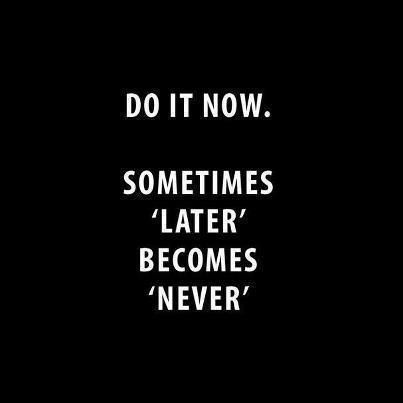 DO IT NOW.
SOMETIMES
‘LATER’
BECOMES
‘NEVER’